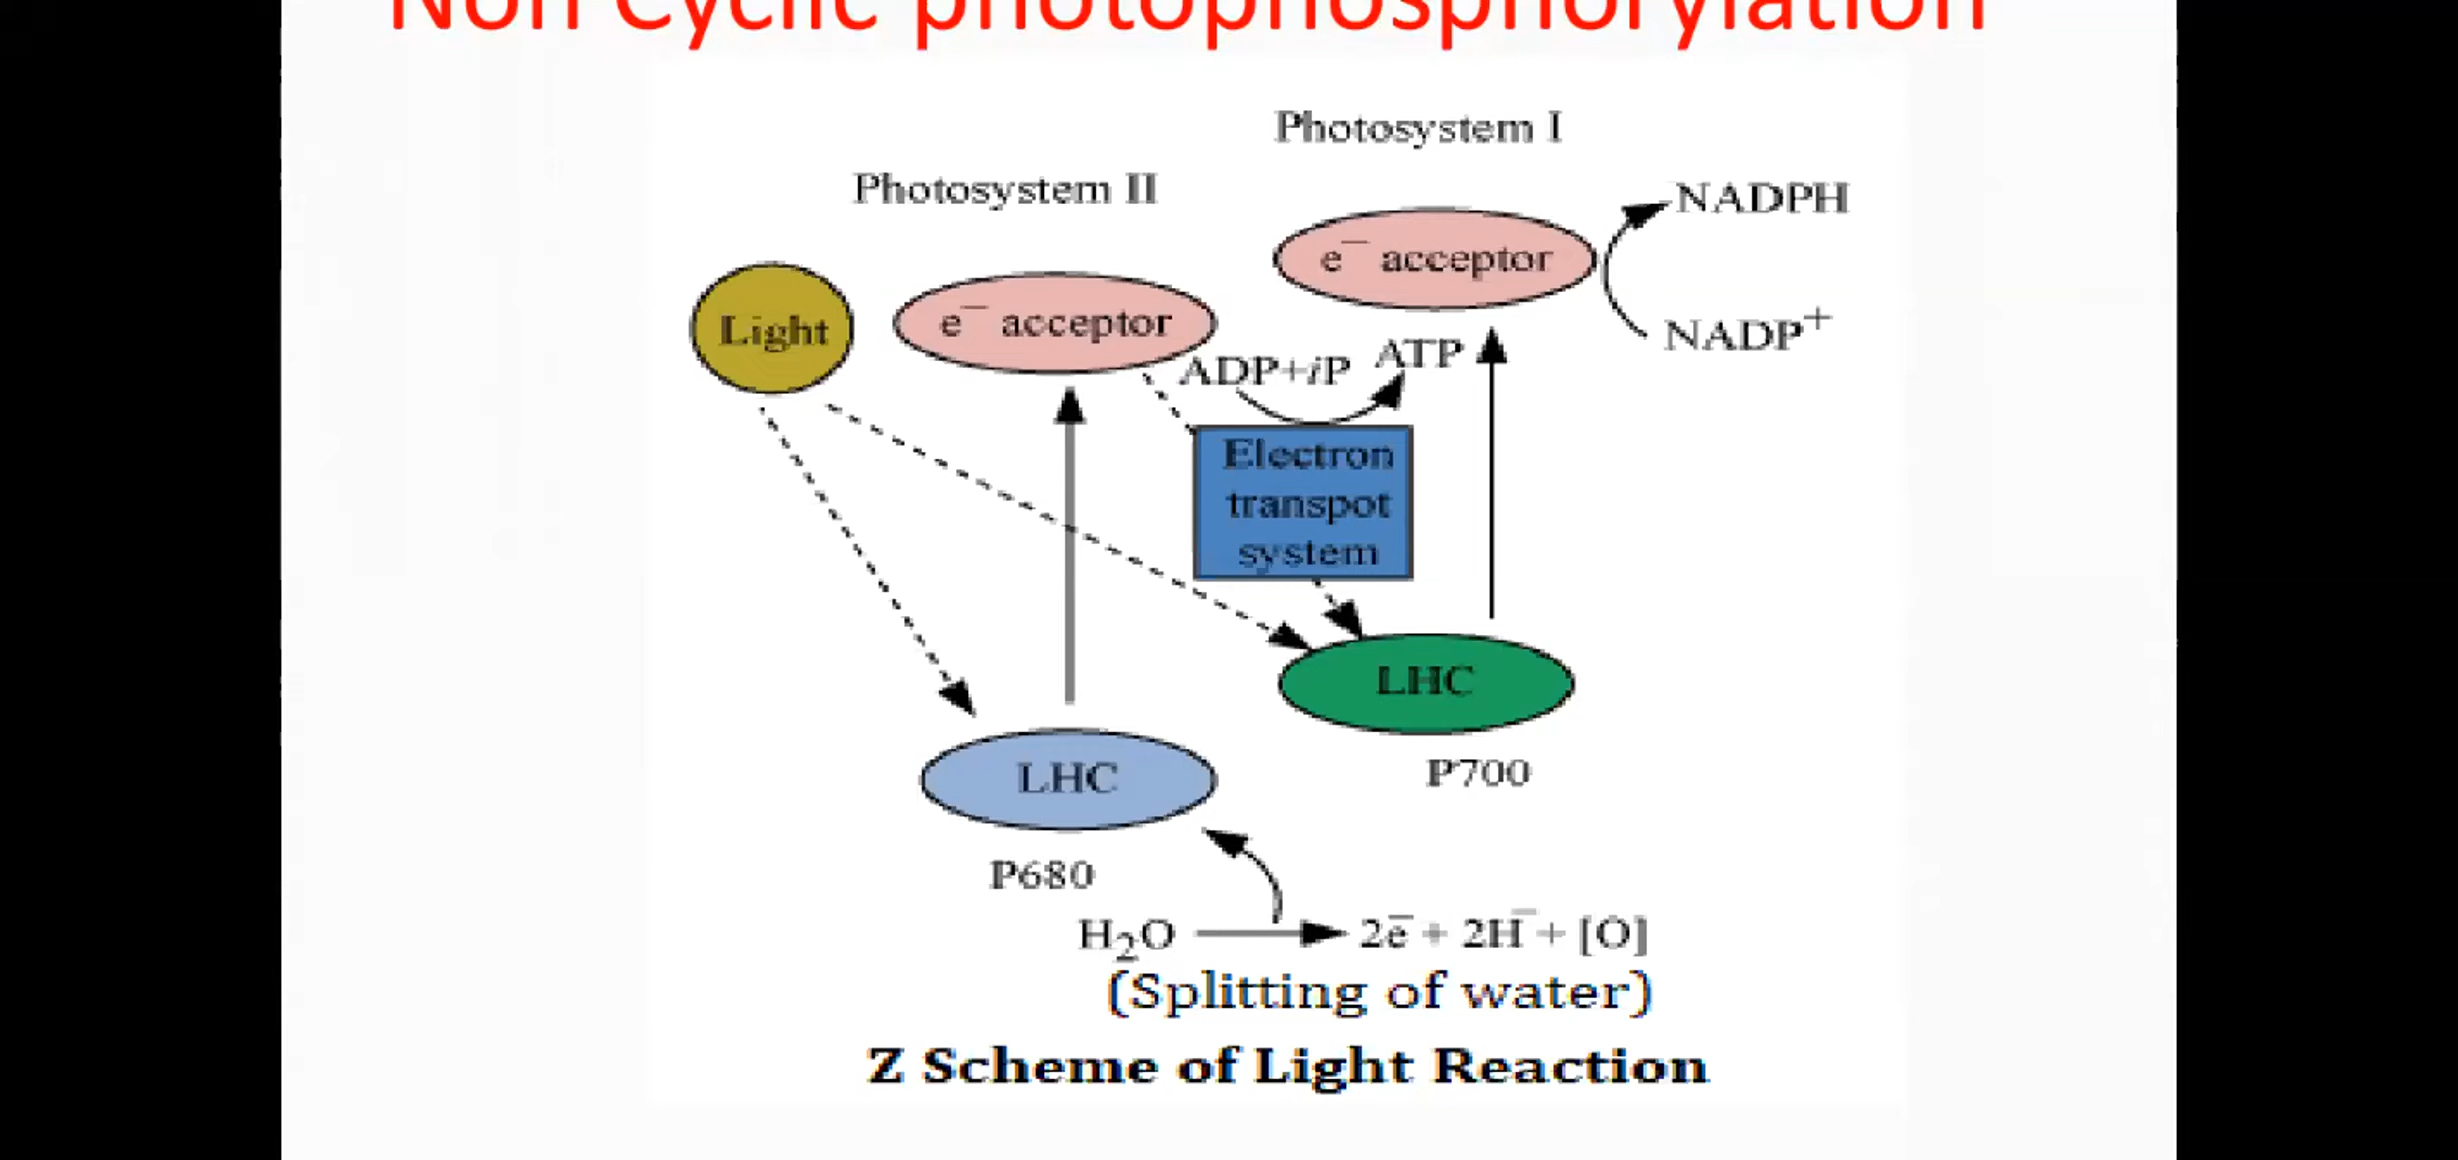 Non Cyclic photophosphorylation
Photosystem I
Photosystem II
NADPH
e⁻ acceptor
Light
e⁻ acceptor
NADP⁺
ADP+iP
ATP
Electron
transpot
system
LHC
P700
LHC
P680
H₂O → 2e⁻ + 2H⁻ + [O]
(Splitting of water)
Z Scheme of Light Reaction